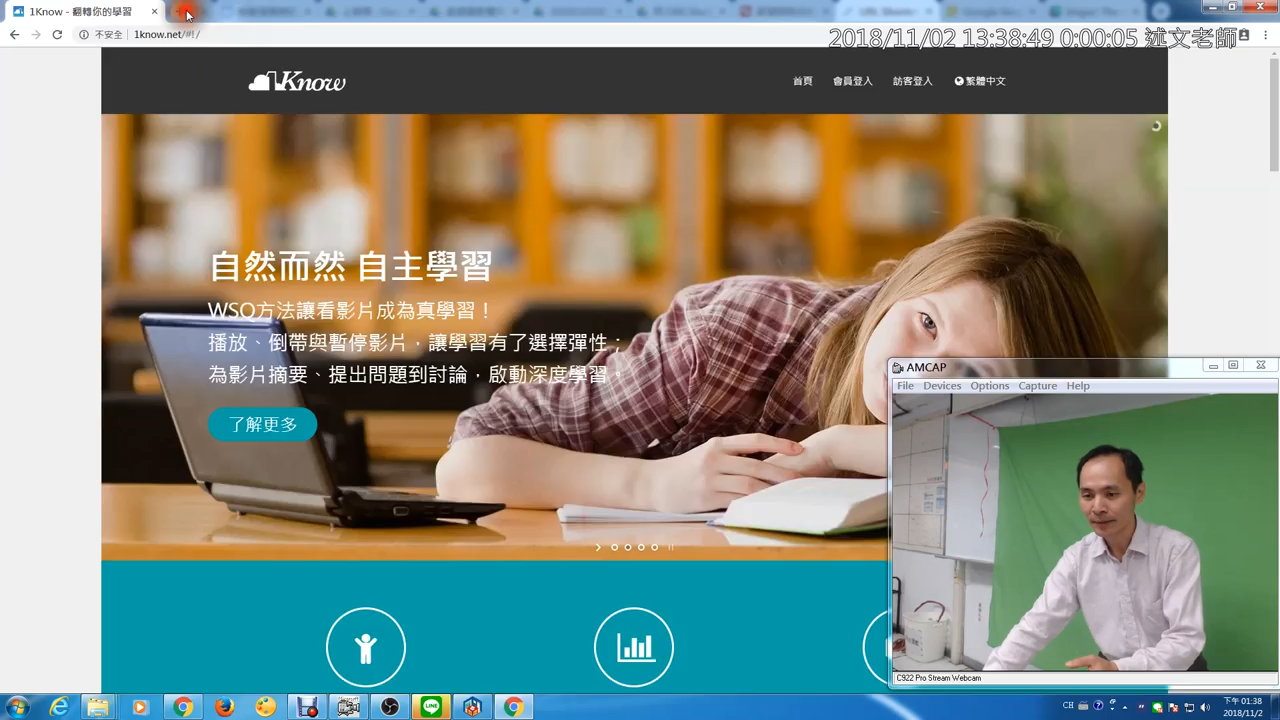 1Know - 翻轉你的學習
不安全 1know.net/#!/
2018/11/02 13:38:49 0:00:05 述文老師
1Know
首頁 會員登入 訪客登入 繁體中文
自然而然 自主學習
WSQ方法讓看影片成為真學習！
播放、倒帶與暫停影片，讓學習有了選擇彈性；
為影片摘要、提出問題到討論，啟動深度學習。
了解更多
AMCAP
File Devices Options Capture Help
C922 Pro Stream Webcam
CH
下午 01:38
2018/11/2